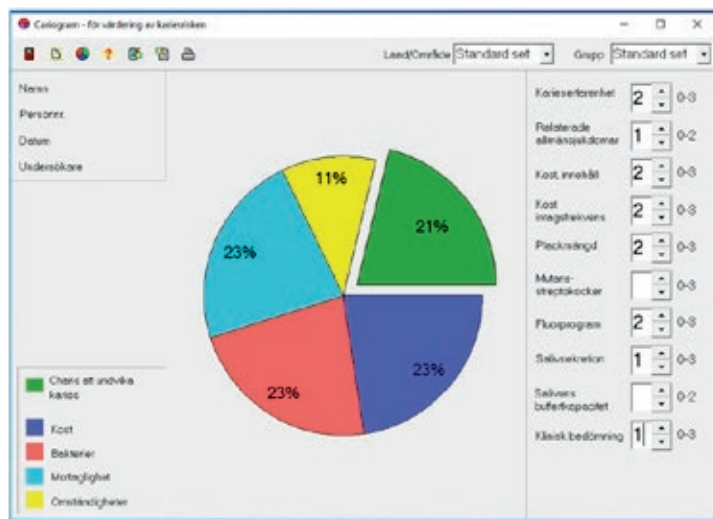 Cariogram - för värdering av kariesrisken
Land/Område Standard set Grupp Standard set
Namn
Personnr.
Datum
Undersökare
Karieserfarenhet 2 0-3
Relaterade
allmänsjukdomar 1 0-2
Kost, innehåll 2 0-3
Kost
intagsfrekvens 2 0-3
Plackmängd 2 0-3
Mutans-
streptokocker 0-3
Fluorprogram 2 0-3
Salivsekretion 1 0-3
Salivens
buffertkapacitet 0-2
Klinisk bedömning 1 0-3
11%
21%
23%
23%
23%
Chans att undvika
karies
Kost
Bakterier
Mottaglighet
Omständigheter